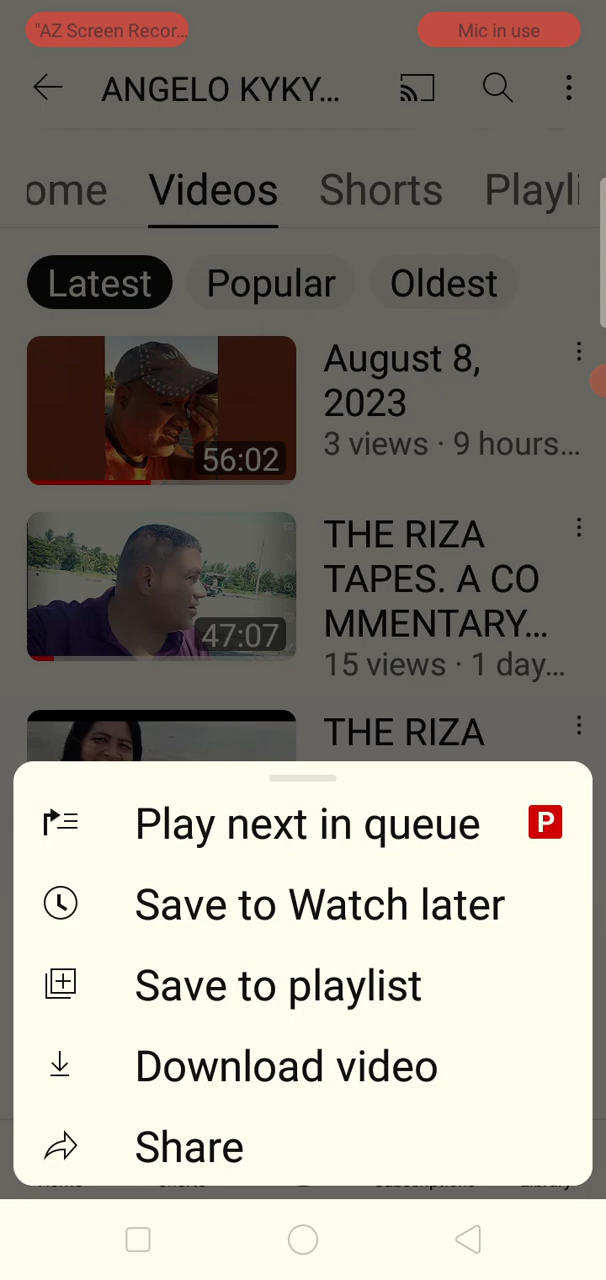 "AZ Screen Recor...
Mic in use
ANGELO KYKY...
ome Videos Shorts Playli
Latest Popular Oldest
August 8,
2023
3 views · 9 hours...
56:02
THE RIZA
TAPES. A CO
MMENTARY...
15 views · 1 day...
47:07
THE RIZA
Play next in queue P
Save to Watch later
Save to playlist
Download video
Share